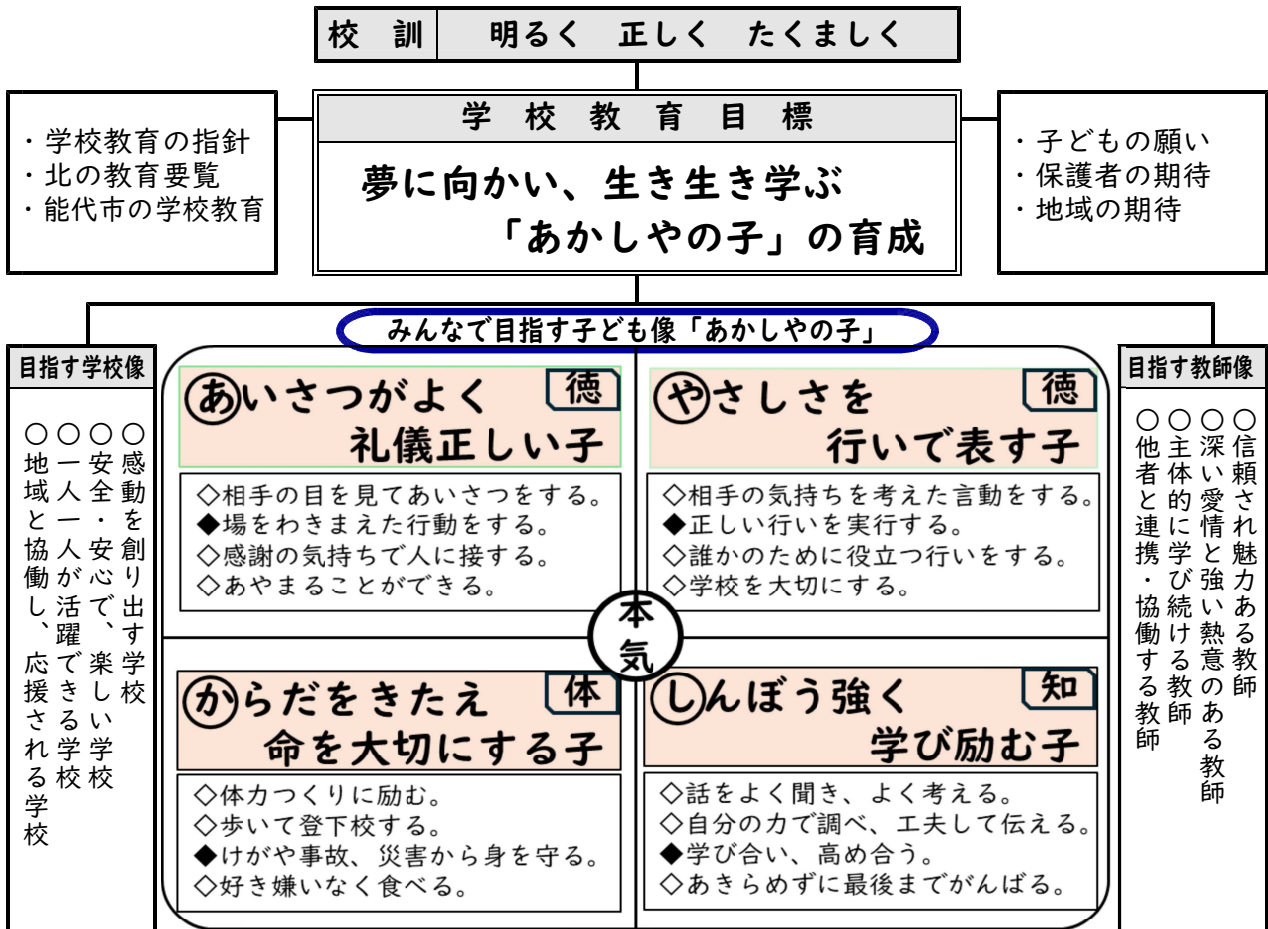 校　訓　明るく　正しく　たくましく
学　校　教　育　目　標
夢に向かい、生き生き学ぶ
「あかしやの子」の育成
・学校教育の指針
・北の教育要覧
・能代市の学校教育
・子どもの願い
・保護者の期待
・地域の期待
みんなで目指す子ども像「あかしやの子」
目指す学校像
○感動を創り出す学校
○安全・安心で、楽しい学校
○一人一人が活躍できる学校
○地域と協働し、応援される学校
あいさつがよく　徳
礼儀正しい子
◇相手の目を見てあいさつをする。
◆場をわきまえた行動をする。
◇感謝の気持ちで人に接する。
◇あやまることができる。
やさしさを　徳
行いで表す子
◇相手の気持ちを考えた言動をする。
◆正しい行いを実行する。
◇誰かのために役立つ行いをする。
◇学校を大切にする。
本
気
からだをきたえ　体
命を大切にする子
◇体力つくりに励む。
◇歩いて登下校する。
◆けがや事故、災害から身を守る。
◇好き嫌いなく食べる。
しんぼう強く　知
学び励む子
◇話をよく聞き、よく考える。
◇自分の力で調べ、工夫して伝える。
◆学び合い、高め合う。
◇あきらめずに最後までがんばる。
目指す教師像
○信頼され魅力ある教師
○深い愛情と強い熱意のある教師
○主体的に学び続ける教師
○他者と連携・協働する教師